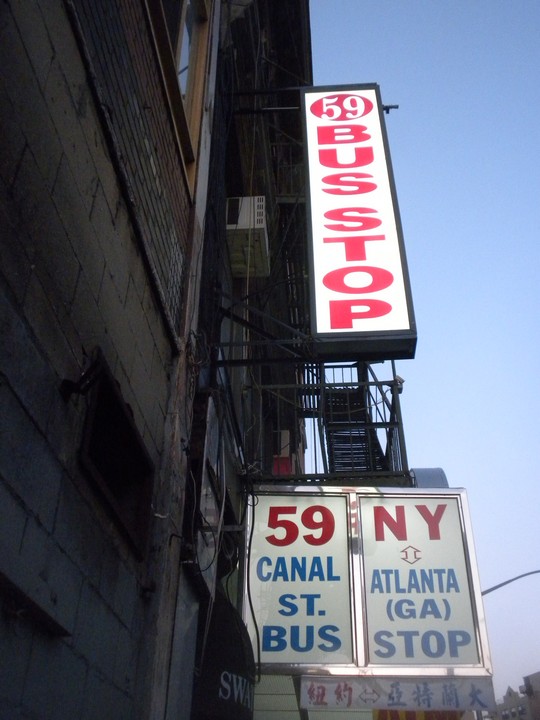 59
BUS STOP
59
CANAL
ST.
BUS
NY
⇕
ATLANTA
(GA)
STOP
紐約⇔亞特蘭大